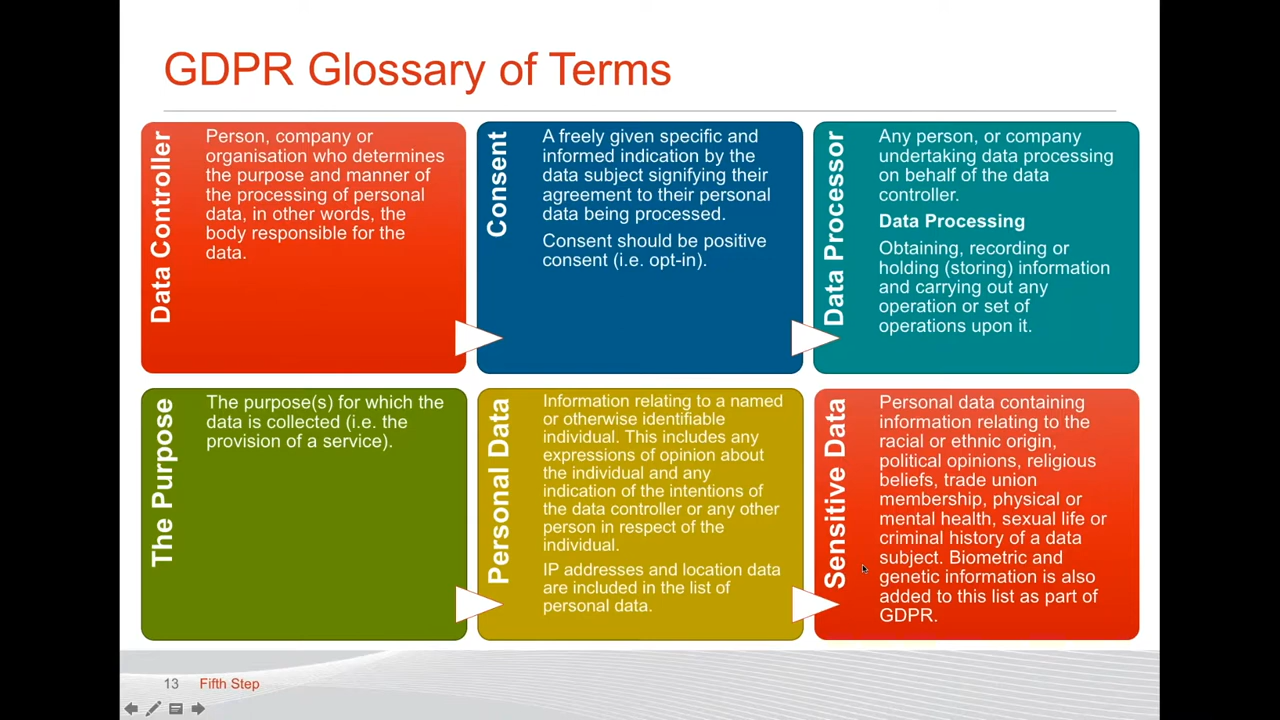 GDPR Glossary of Terms
Data Controller
Person, company or
organisation who determines
the purpose and manner of
the processing of personal
data, in other words, the
body responsible for the
data.
Consent
A freely given specific and
informed indication by the
data subject signifying their
agreement to their personal
data being processed.
Consent should be positive
consent (i.e. opt-in).
Data Processor
Any person, or company
undertaking data processing
on behalf of the data
controller.
Data Processing
Obtaining, recording or
holding (storing) information
and carrying out any
operation or set of
operations upon it.
The Purpose
The purpose(s) for which the
data is collected (i.e. the
provision of a service).
Personal Data
Information relating to a named
or otherwise identifiable
individual. This includes any
expressions of opinion about
the individual and any
indication of the intentions of
the data controller or any other
person in respect of the
individual.
IP addresses and location data
are included in the list of
personal data.
Sensitive Data
Personal data containing
information relating to the
racial or ethnic origin,
political opinions, religious
beliefs, trade union
membership, physical or
mental health, sexual life or
criminal history of a data
subject. Biometric and
genetic information is also
added to this list as part of
GDPR.
13 Fifth Step